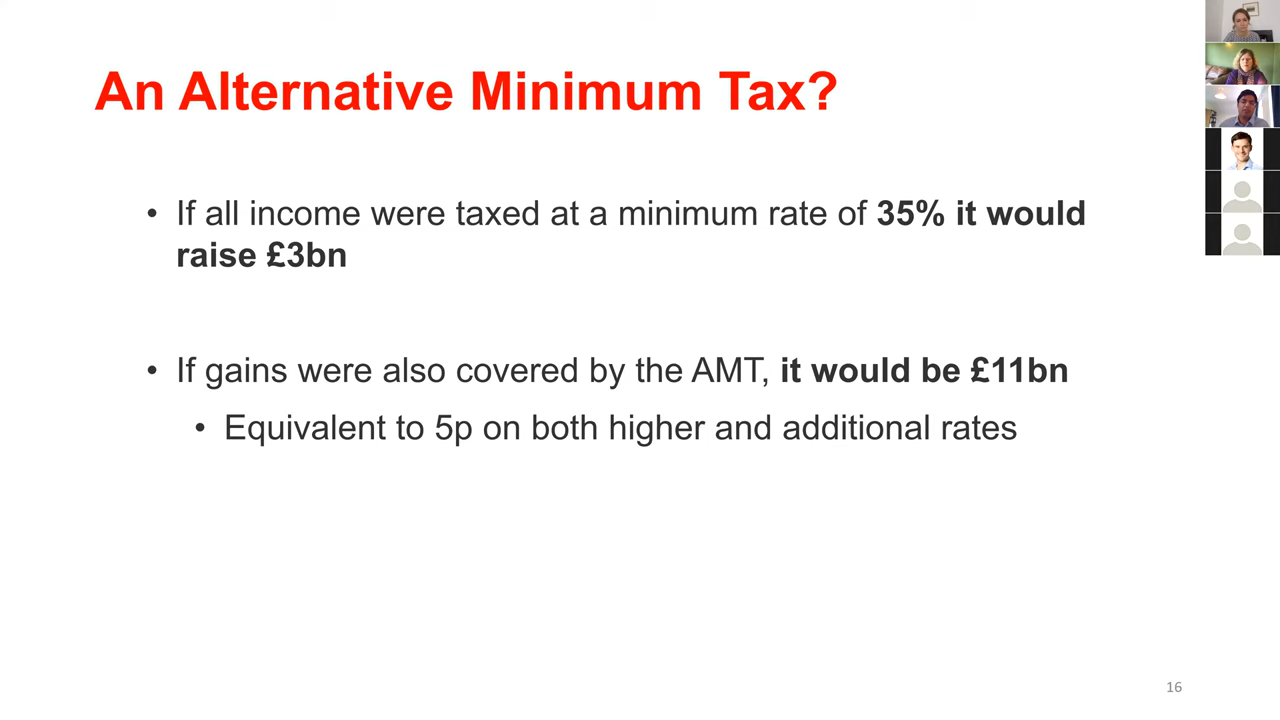 An Alternative Minimum Tax?
• If all income were taxed at a minimum rate of 35% it would
raise £3bn
• If gains were also covered by the AMT, it would be £11bn
• Equivalent to 5p on both higher and additional rates
16